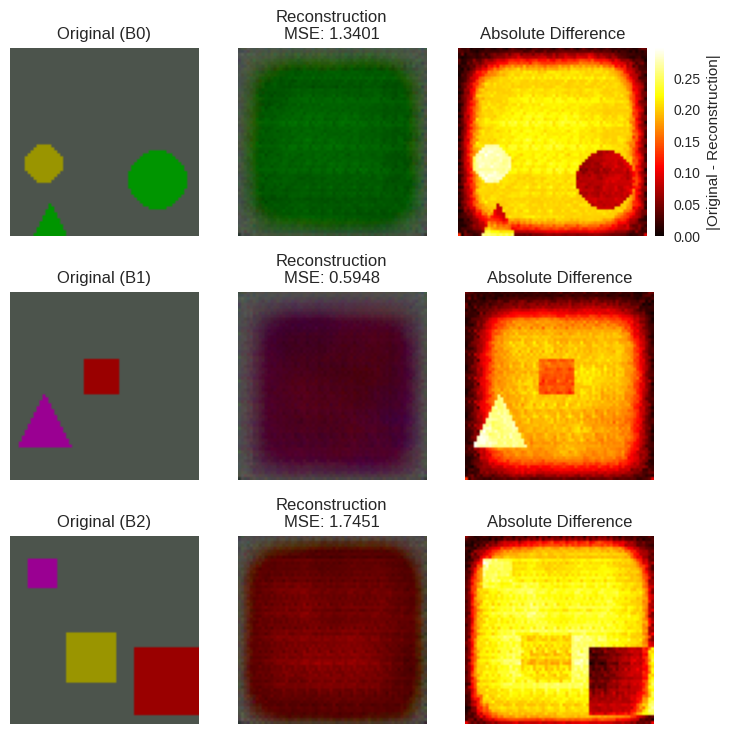 Original (B0)
Reconstruction
MSE: 1.3401
Absolute Difference
0.25
0.20
0.15
0.10
0.05
0.00
|Original - Reconstruction|
Original (B1)
Reconstruction
MSE: 0.5948
Absolute Difference
Original (B2)
Reconstruction
MSE: 1.7451
Absolute Difference